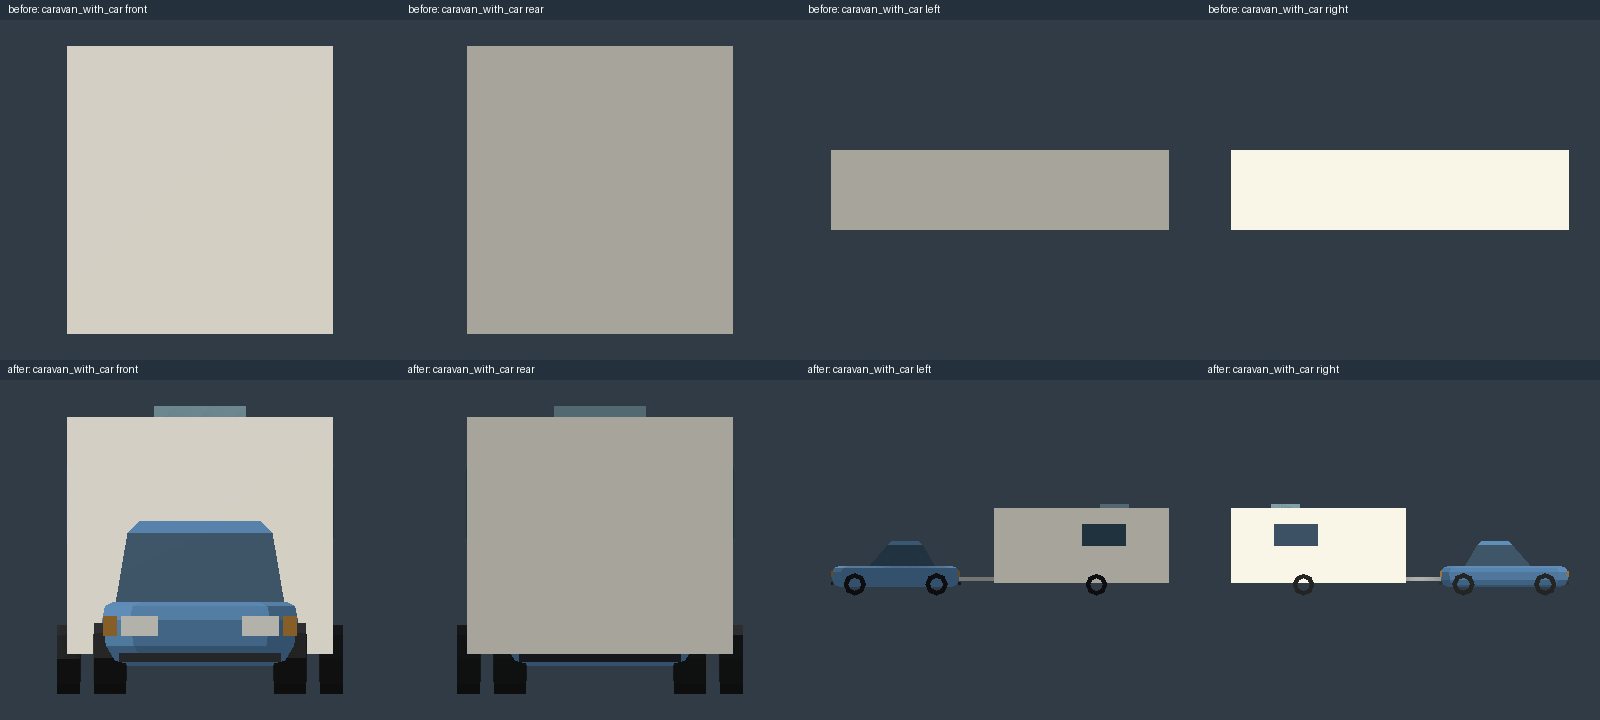 before: caravan_with_car front
before: caravan_with_car rear
before: caravan_with_car left
before: caravan_with_car right
after: caravan_with_car front
after: caravan_with_car rear
after: caravan_with_car left
after: caravan_with_car right